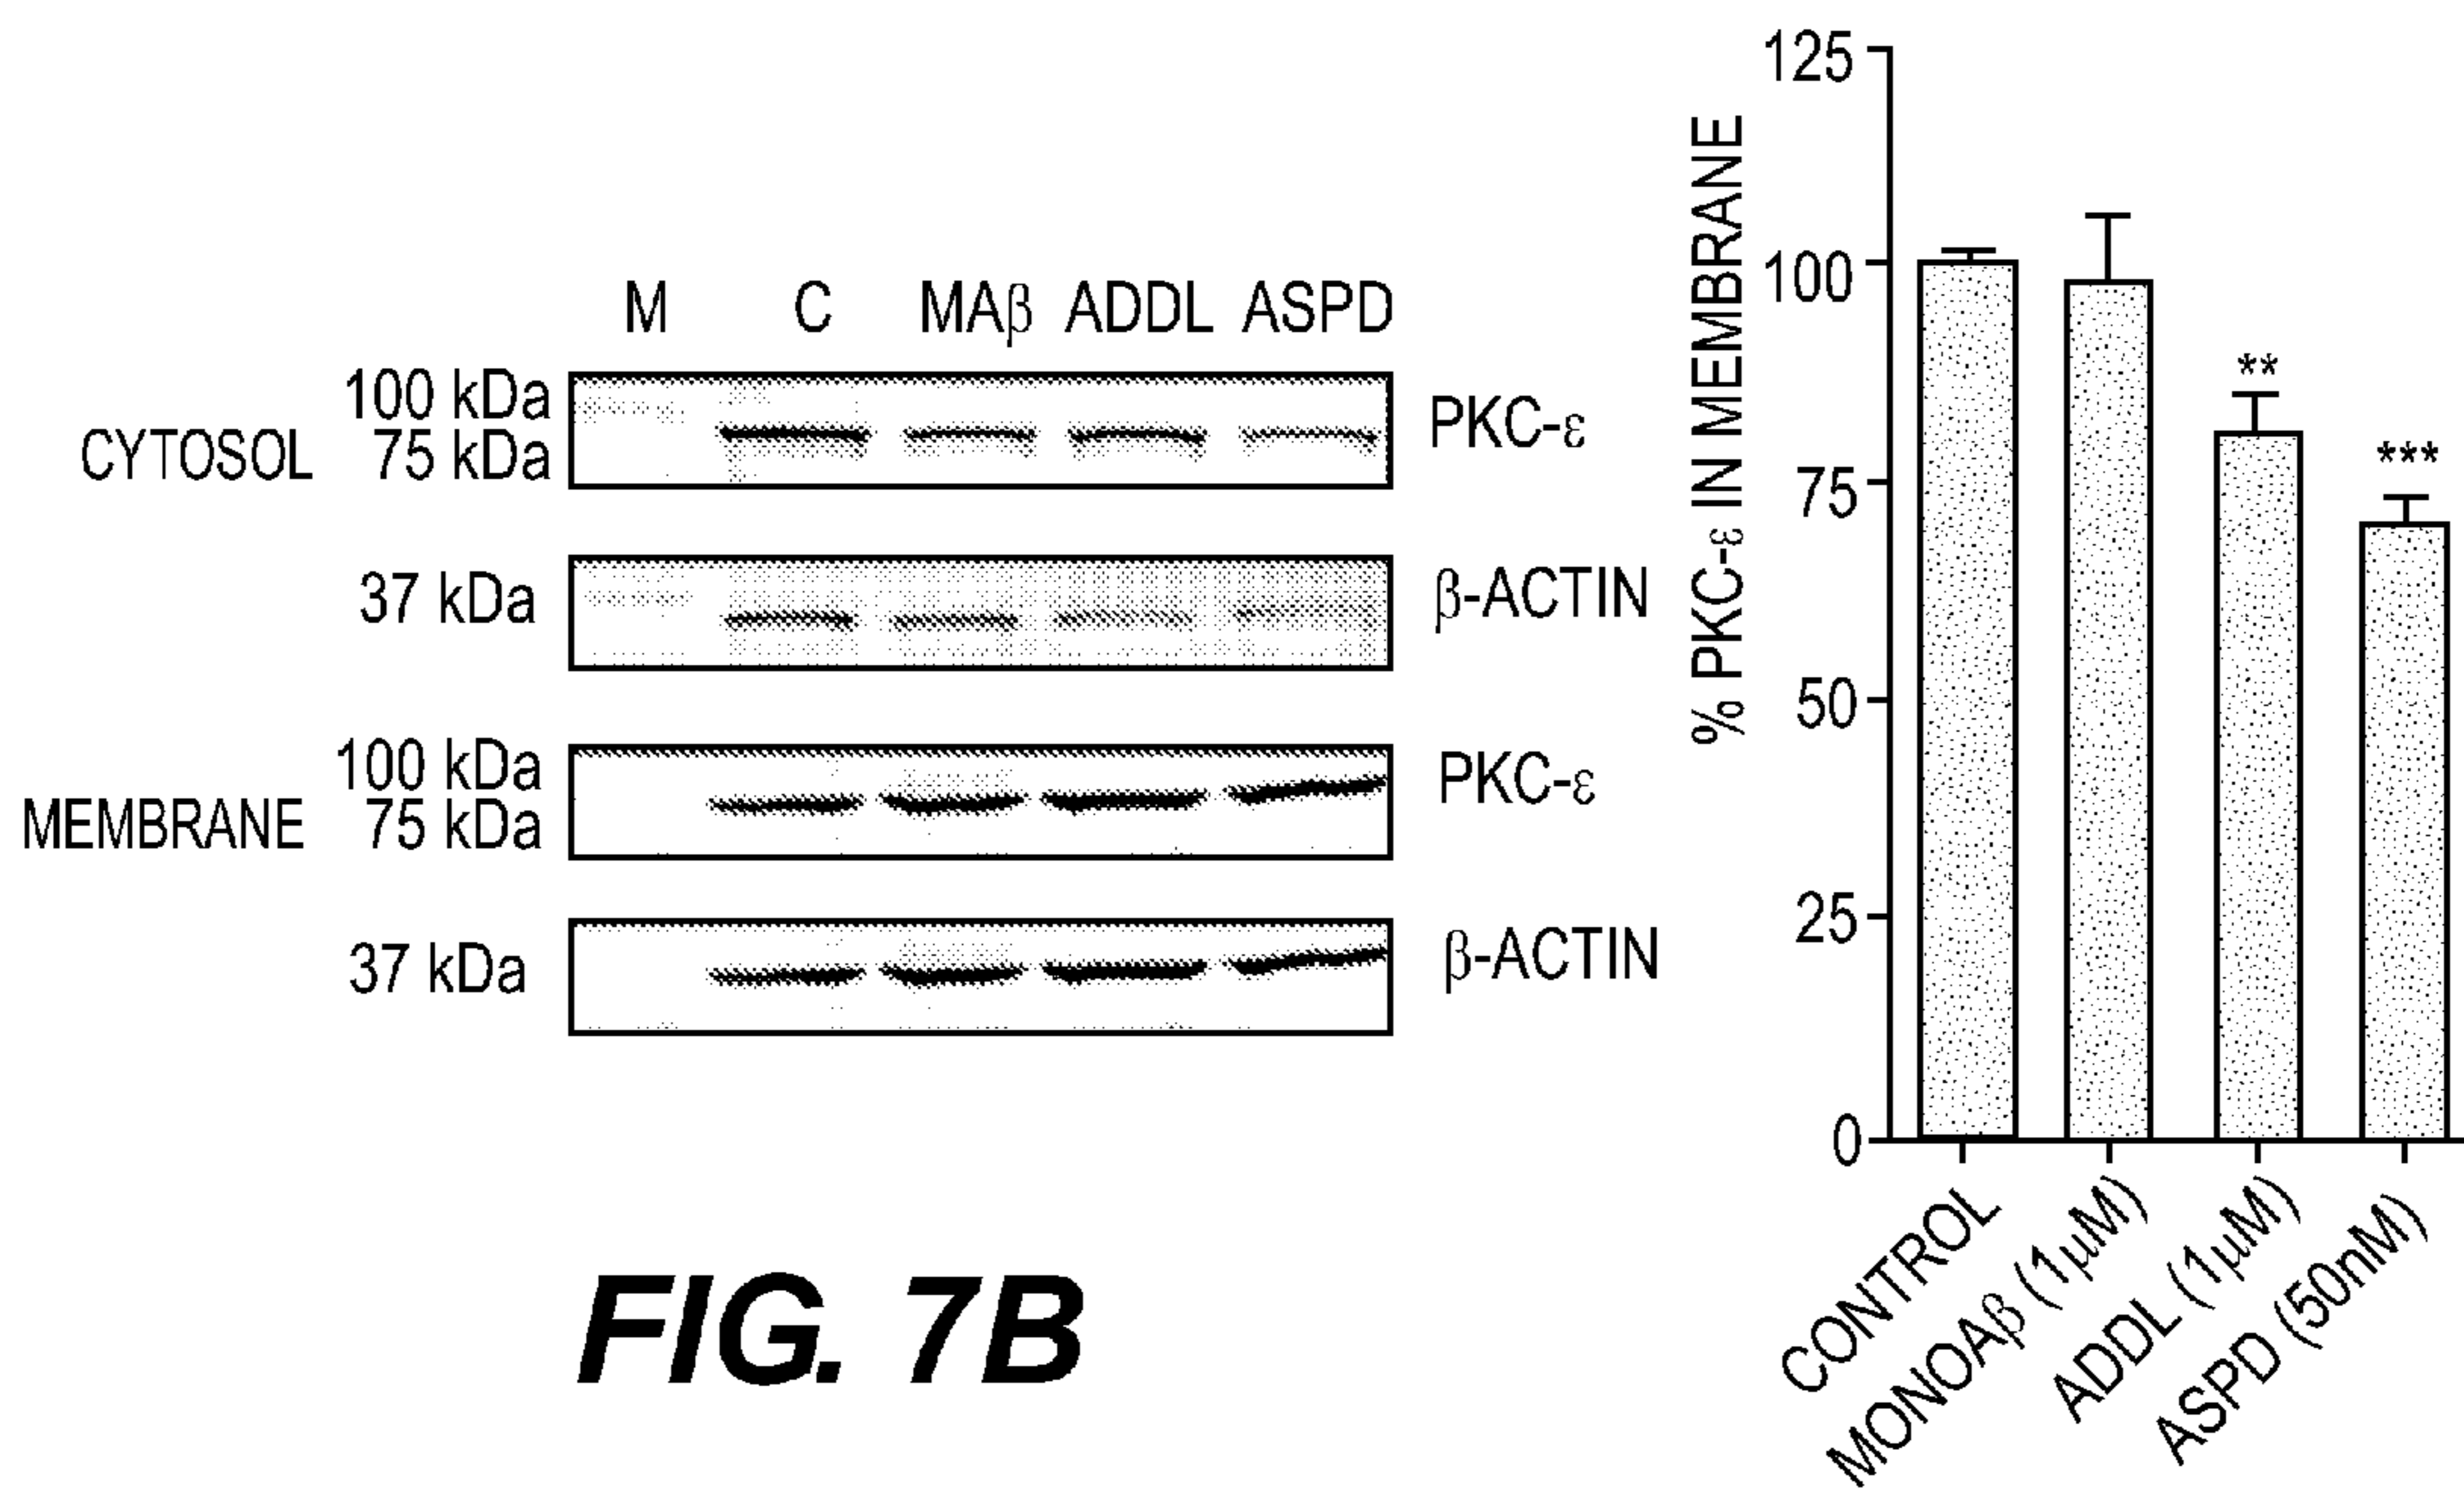 M C MAβ ADDL ASPD
100 kDa
CYTOSOL 75 kDa
PKC-ε
37 kDa
β-ACTIN
100 kDa
MEMBRANE 75 kDa
PKC-ε
37 kDa
β-ACTIN
% PKC-ε IN MEMBRANE
125
100
75
50
25
0
**
***
CONTROL
MONOAβ (1μM)
ADDL (1μM)
ASPD (50nM)
FIG. 7B